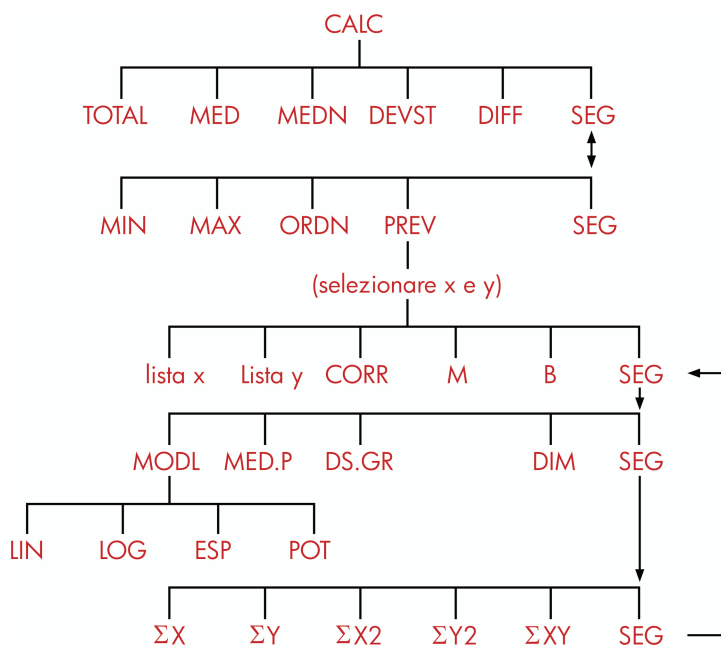 CALC
TOTAL MED MEDN DEVST DIFF SEG
MIN MAX ORDN PREV SEG
(selezionare x e y)
lista x Lista y CORR M B SEG
MODL MED.P DS.GR DIM SEG
LIN LOG ESP POT
ΣX ΣY ΣX2 ΣY2 ΣXY SEG